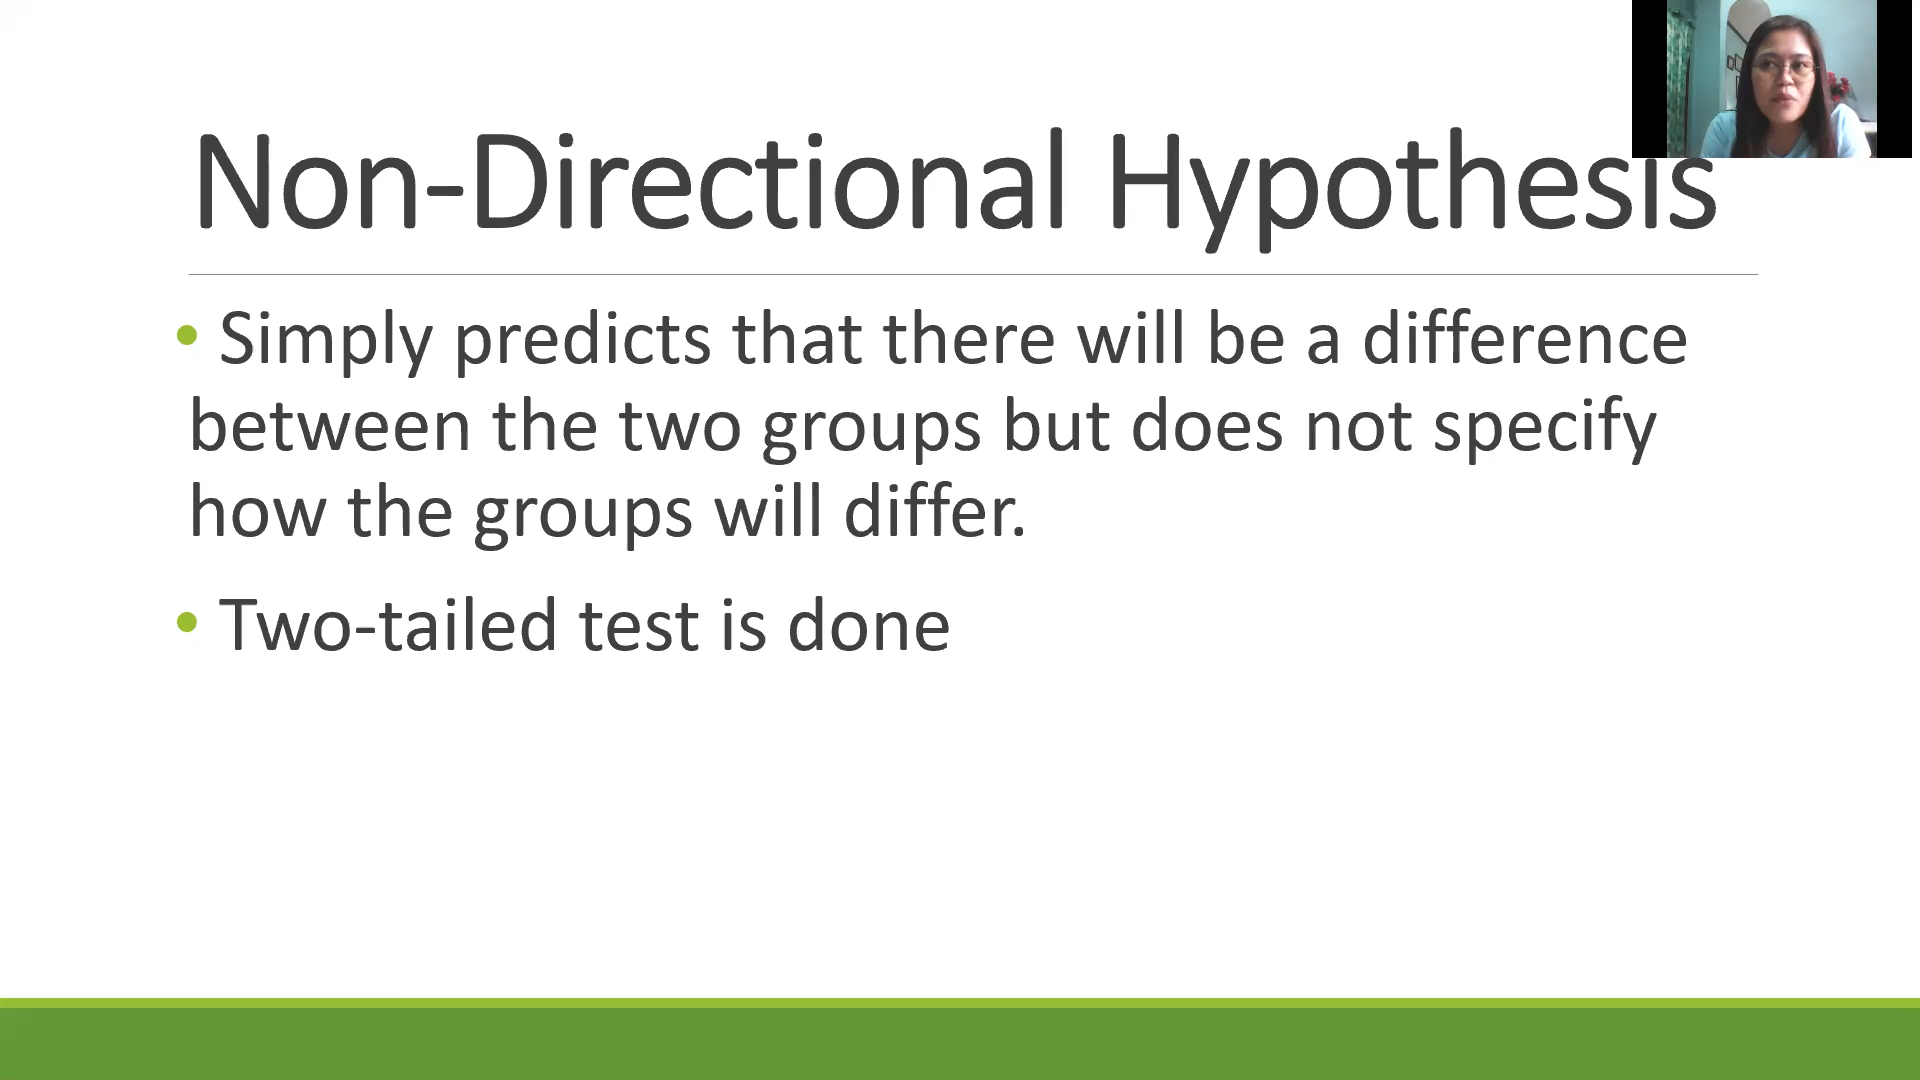 Non-Directional Hypothesis
• Simply predicts that there will be a difference
between the two groups but does not specify
how the groups will differ.
• Two-tailed test is done